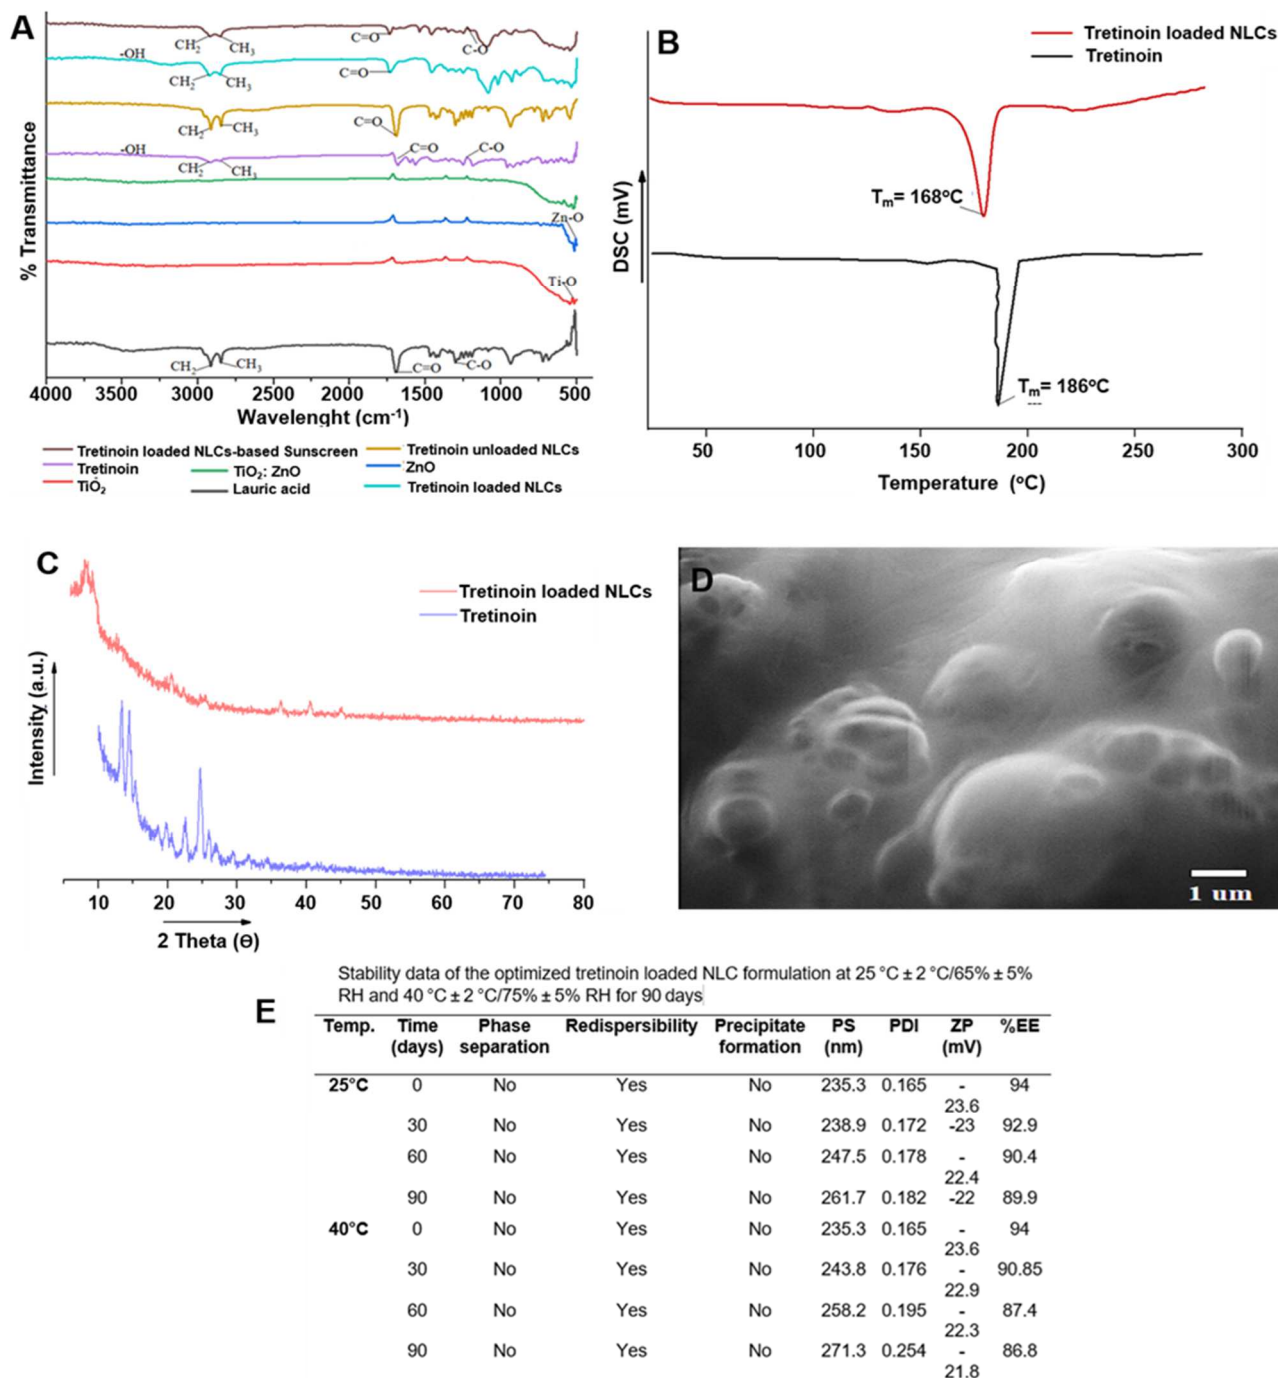 A
CH2
CH3
C=O
C-O
-OH
CH2
CH3
C=O
CH2
CH3
C=O
-OH
CH2
CH3
C=O
C-O
Zn-O
Ti-O
CH2
CH3
C=O
C-O
% Transmittance
4000 3500 3000 2500 2000 1500 1000 500
Wavelenght (cm-1)
Tretinoin loaded NLCs-based Sunscreen
Tretinoin unloaded NLCs
Tretinoin
TiO2: ZnO
ZnO
TiO2
Lauric acid
Tretinoin loaded NLCs
B
Tretinoin loaded NLCs
Tretinoin
DSC (mV)
Tm= 168°C
Tm= 186°C
50 100 150 200 250 300
Temperature (°C)
C
Tretinoin loaded NLCs
Tretinoin
Intensity (a.u.)
10 20 30 40 50 60 70 80
2 Theta (Ɵ)
D
1 um
E
Stability data of the optimized tretinoin loaded NLC formulation at 25 °C ± 2 °C/65% ± 5%
RH and 40 °C ± 2 °C/75% ± 5% RH for 90 days
Temp. Time (days) Phase separation Redispersibility Precipitate formation PS (nm) PDI ZP (mV) %EE
25°C 0 No Yes No 235.3 0.165 -23.6 94
30 No Yes No 238.9 0.172 -23 92.9
60 No Yes No 247.5 0.178 -22.4 90.4
90 No Yes No 261.7 0.182 -22 89.9
40°C 0 No Yes No 235.3 0.165 -23.6 94
30 No Yes No 243.8 0.176 -22.9 90.85
60 No Yes No 258.2 0.195 -22.3 87.4
90 No Yes No 271.3 0.254 -21.8 86.8